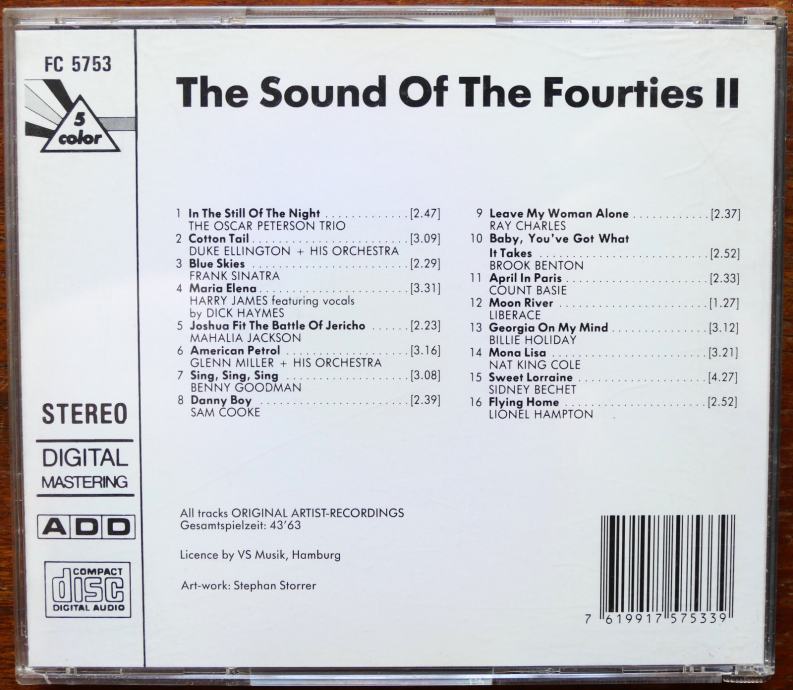 FC 5753
5
color
The Sound Of The Fourties II
1 In The Still Of The Night ............. [2.47]
THE OSCAR PETERSON TRIO
2 Cotton Tail ........................ [3.09]
DUKE ELLINGTON + HIS ORCHESTRA
3 Blue Skies ........................ [2.29]
FRANK SINATRA
4 Maria Elena ....................... [3.31]
HARRY JAMES featuring vocals
by DICK HAYMES
5 Joshua Fit The Battle Of Jericho ...... [2.23]
MAHALIA JACKSON
6 American Petrol ................... [3.16]
GLENN MILLER + HIS ORCHESTRA
7 Sing, Sing, Sing .................... [3.08]
BENNY GOODMAN
8 Danny Boy ........................ [2.39]
SAM COOKE
9 Leave My Woman Alone ............ [2.37]
RAY CHARLES
10 Baby, You've Got What
It Takes ........................... [2.52]
BROOK BENTON
11 April In Paris ...................... [2.33]
COUNT BASIE
12 Moon River ....................... [1.27]
LIBERACE
13 Georgia On My Mind ............... [3.12]
BILLIE HOLIDAY
14 Mona Lisa ........................ [3.21]
NAT KING COLE
15 Sweet Lorraine .................... [4.27]
SIDNEY BECHET
16 Flying Home ...................... [2.52]
LIONEL HAMPTON
STEREO
DIGITAL
MASTERING
ADD
COMPACT
disc
DIGITAL AUDIO
All tracks ORIGINAL ARTIST-RECORDINGS
Gesamtspielzeit: 43'63
Licence by VS Musik, Hamburg
Art-work: Stephan Storrer
7 619917 575339